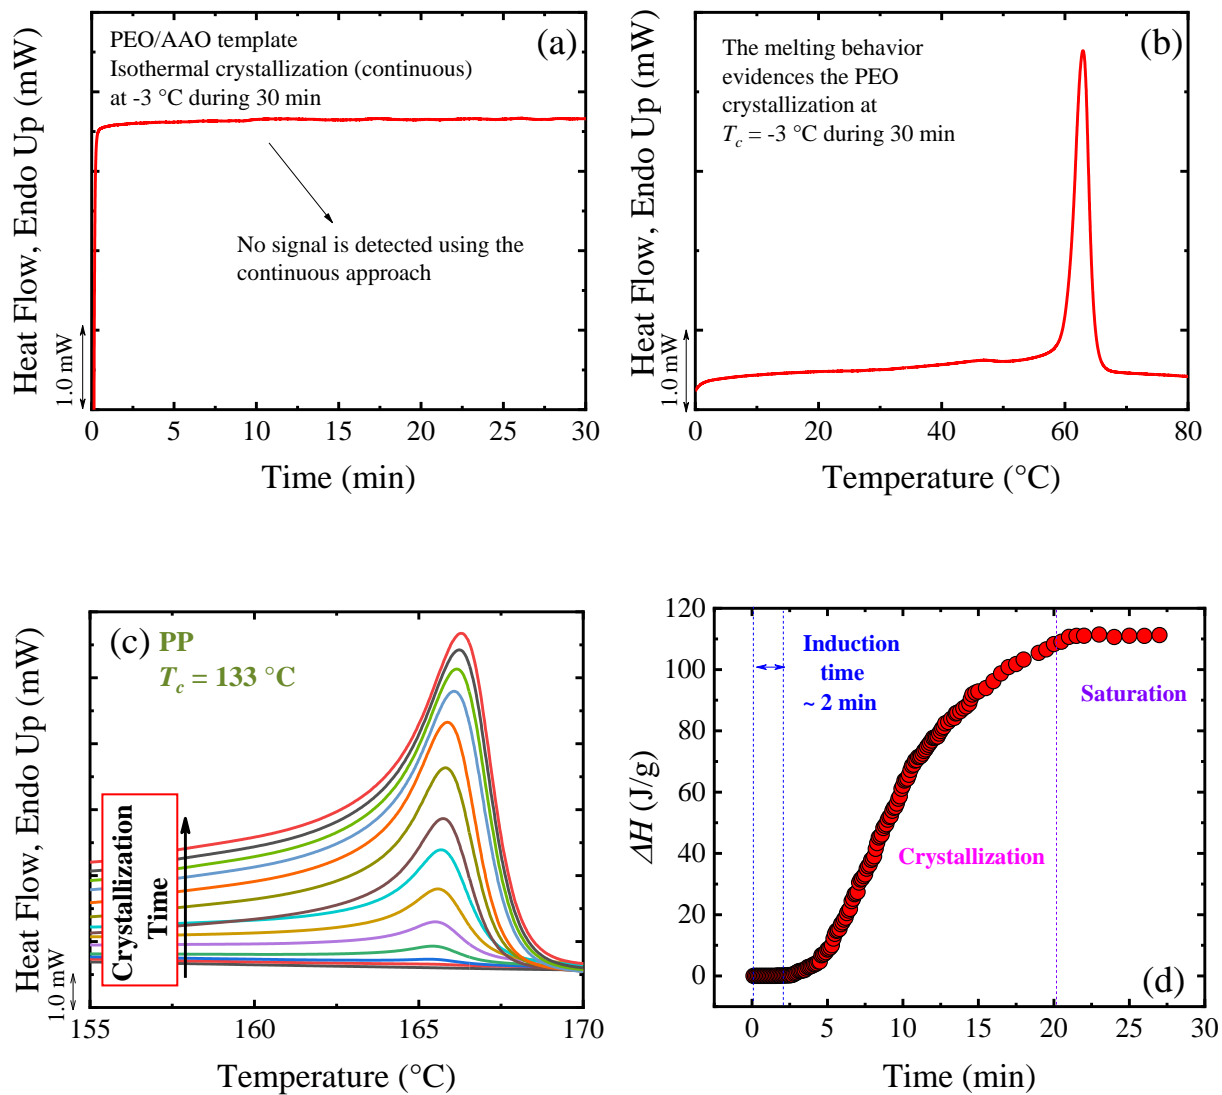 PEO/AAO template
Isothermal crystallization (continuous)
at -3 °C during 30 min
(a)
No signal is detected using the
continuous approach
Heat Flow, Endo Up (mW)
1.0 mW
0 5 10 15 20 25 30
Time (min)
The melting behavior
evidences the PEO
crystallization at
T_c = -3 °C during 30 min
(b)
Heat Flow, Endo Up (mW)
1.0 mW
0 20 40 60 80
Temperature (°C)
(c) PP
T_c = 133 °C
Crystallization
Time
Heat Flow, Endo Up (mW)
1.0 mW
155 160 165 170
Temperature (°C)
120
100
80
60
40
20
0
ΔH (J/g)
Induction
time
~ 2 min
Saturation
Crystallization
(d)
0 5 10 15 20 25 30
Time (min)